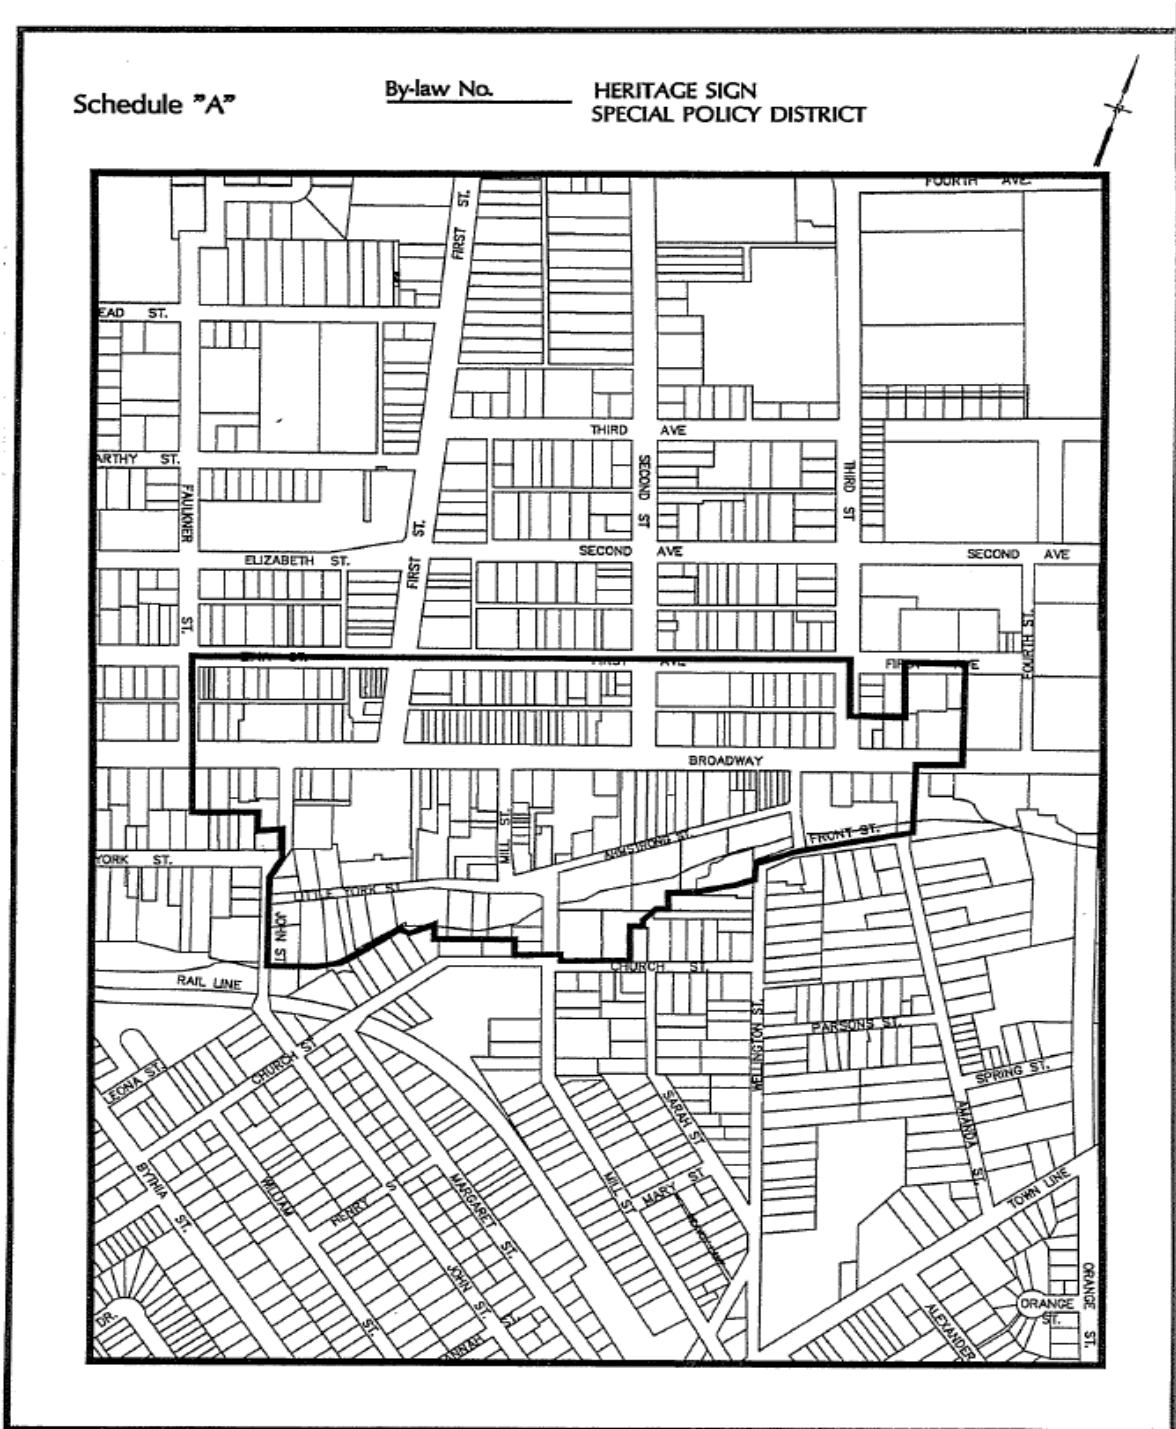 By-law No.
HERITAGE SIGN
Schedule "A"
SPECIAL POLICY DISTRICT
FOURTH AVE.
FIRST ST.
EAD ST.
THIRD AVE
ARTHY ST.
SECOND ST
THIRD ST
FAULKNER ST.
FIRST ST.
SECOND AVE
SECOND AVE
ELIZABETH ST.
FOURTH ST.
FIRST AVE
BROADWAY
MILL ST.
ARMSTRONG ST.
FRONT ST.
YORK ST.
LITTLE YORK ST.
JOHN ST.
CHURCH ST.
RAIL LINE
WELLINGTON ST.
PARSONS ST.
LEONA ST.
CHURCH S
SPRING ST.
SARAH ST
AMANDA ST.
BYTHIA ST.
WILLIAM ST.
HENRY S
MARGARET ST.
MILL ST
MARY ST.
TOWN LINE
JOHN ST.
ORANGE ST.
ORANGE ST.
ALEXANDER
DR.
ANNAH